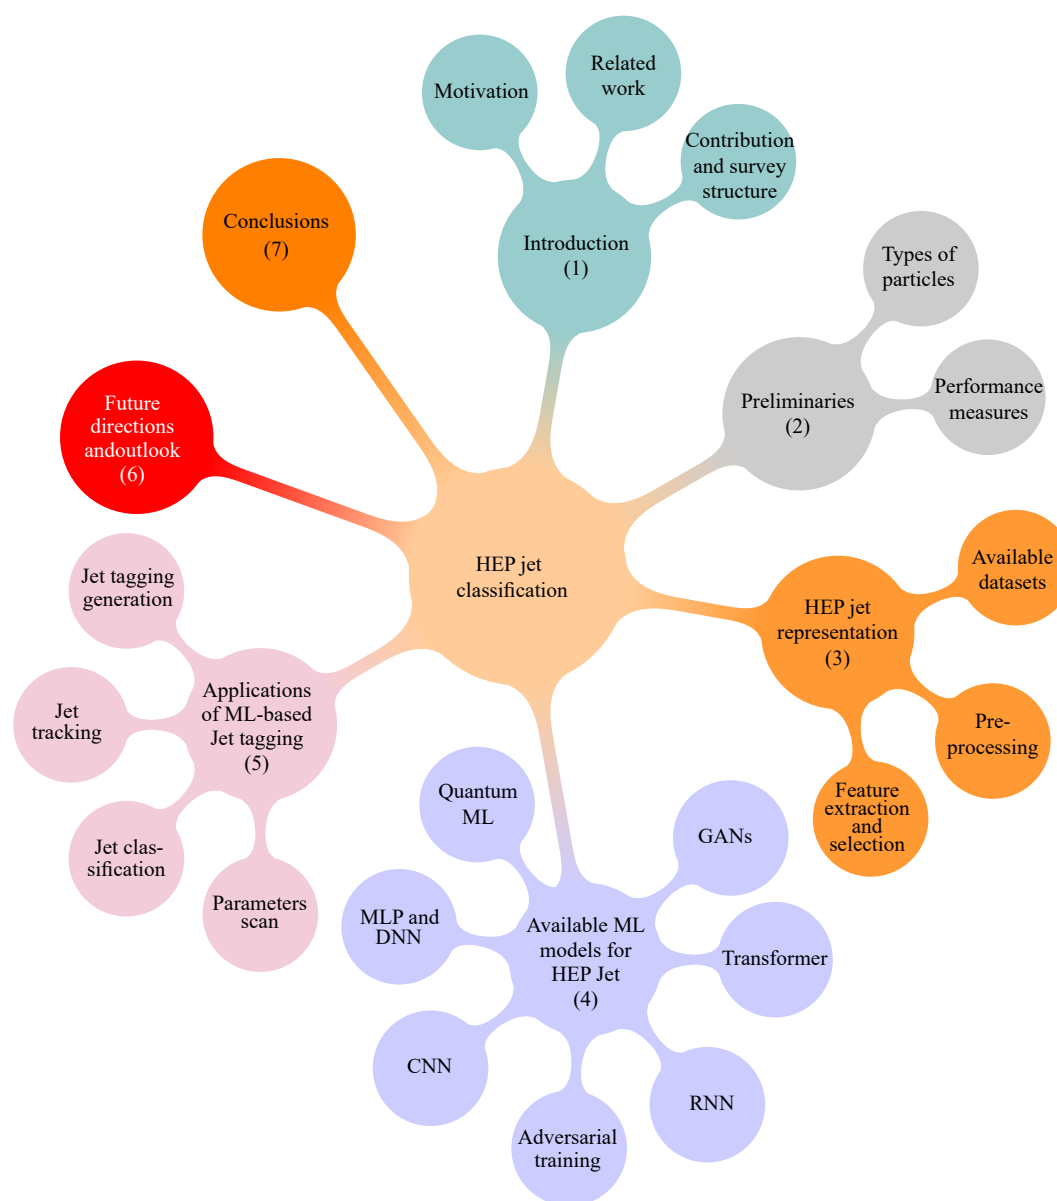 HEP jet
classification
Introduction
(1)
Motivation
Related
work
Contribution
and survey
structure
Preliminaries
(2)
Types of
particles
Performance
measures
HEP jet
representation
(3)
Available
datasets
Pre-
processing
Feature
extraction
and
selection
Available ML
models for
HEP Jet
(4)
GANs
Transformer
RNN
Adversarial
training
CNN
MLP and
DNN
Quantum
ML
Applications
of ML-based
Jet tagging
(5)
Parameters
scan
Jet clas-
sification
Jet
tracking
Jet tagging
generation
Future
directions
andoutlook
(6)
Conclusions
(7)